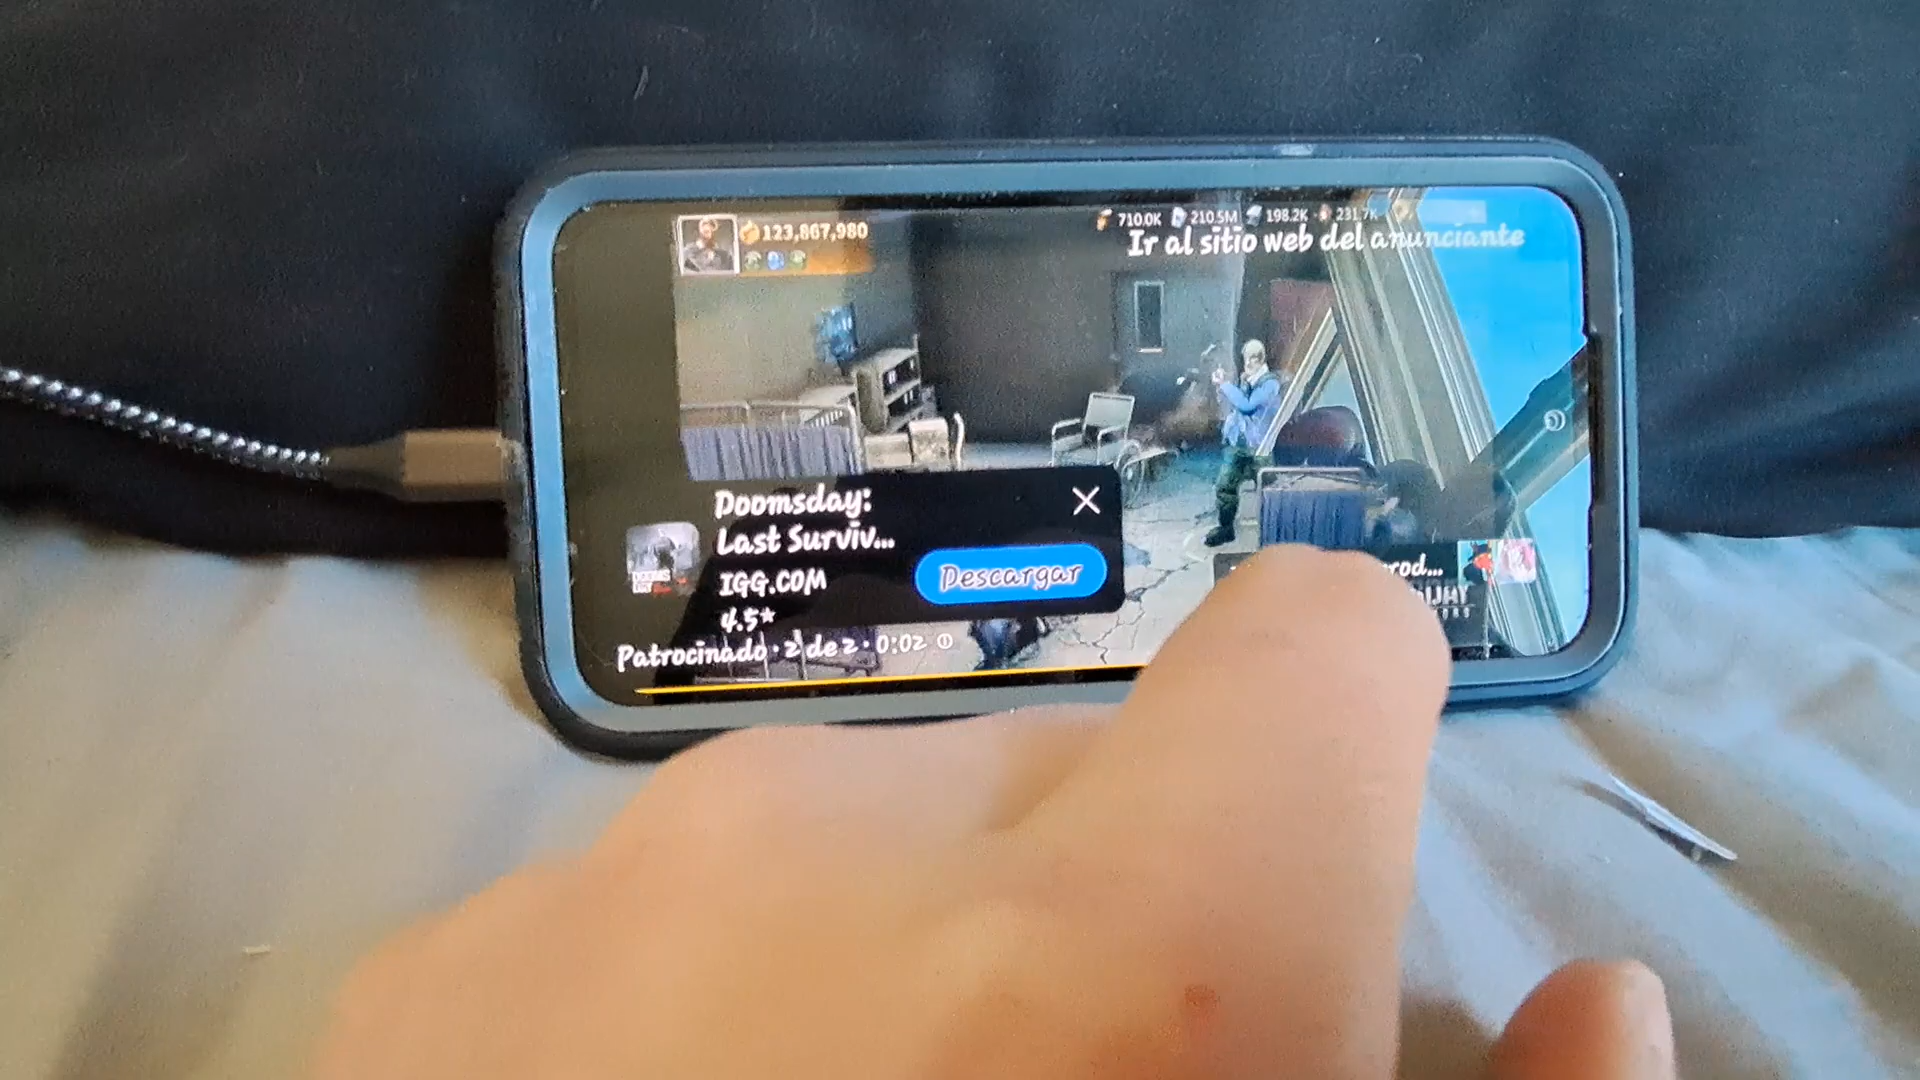 123,867,980
710.0K 210.5M 198.2K 231.7K
Ir al sitio web del anunciante
Doomsday:
Last Surviv...
IGG.COM
4.5★
Descargar
Patrocinado · 2 de 2 · 0:02